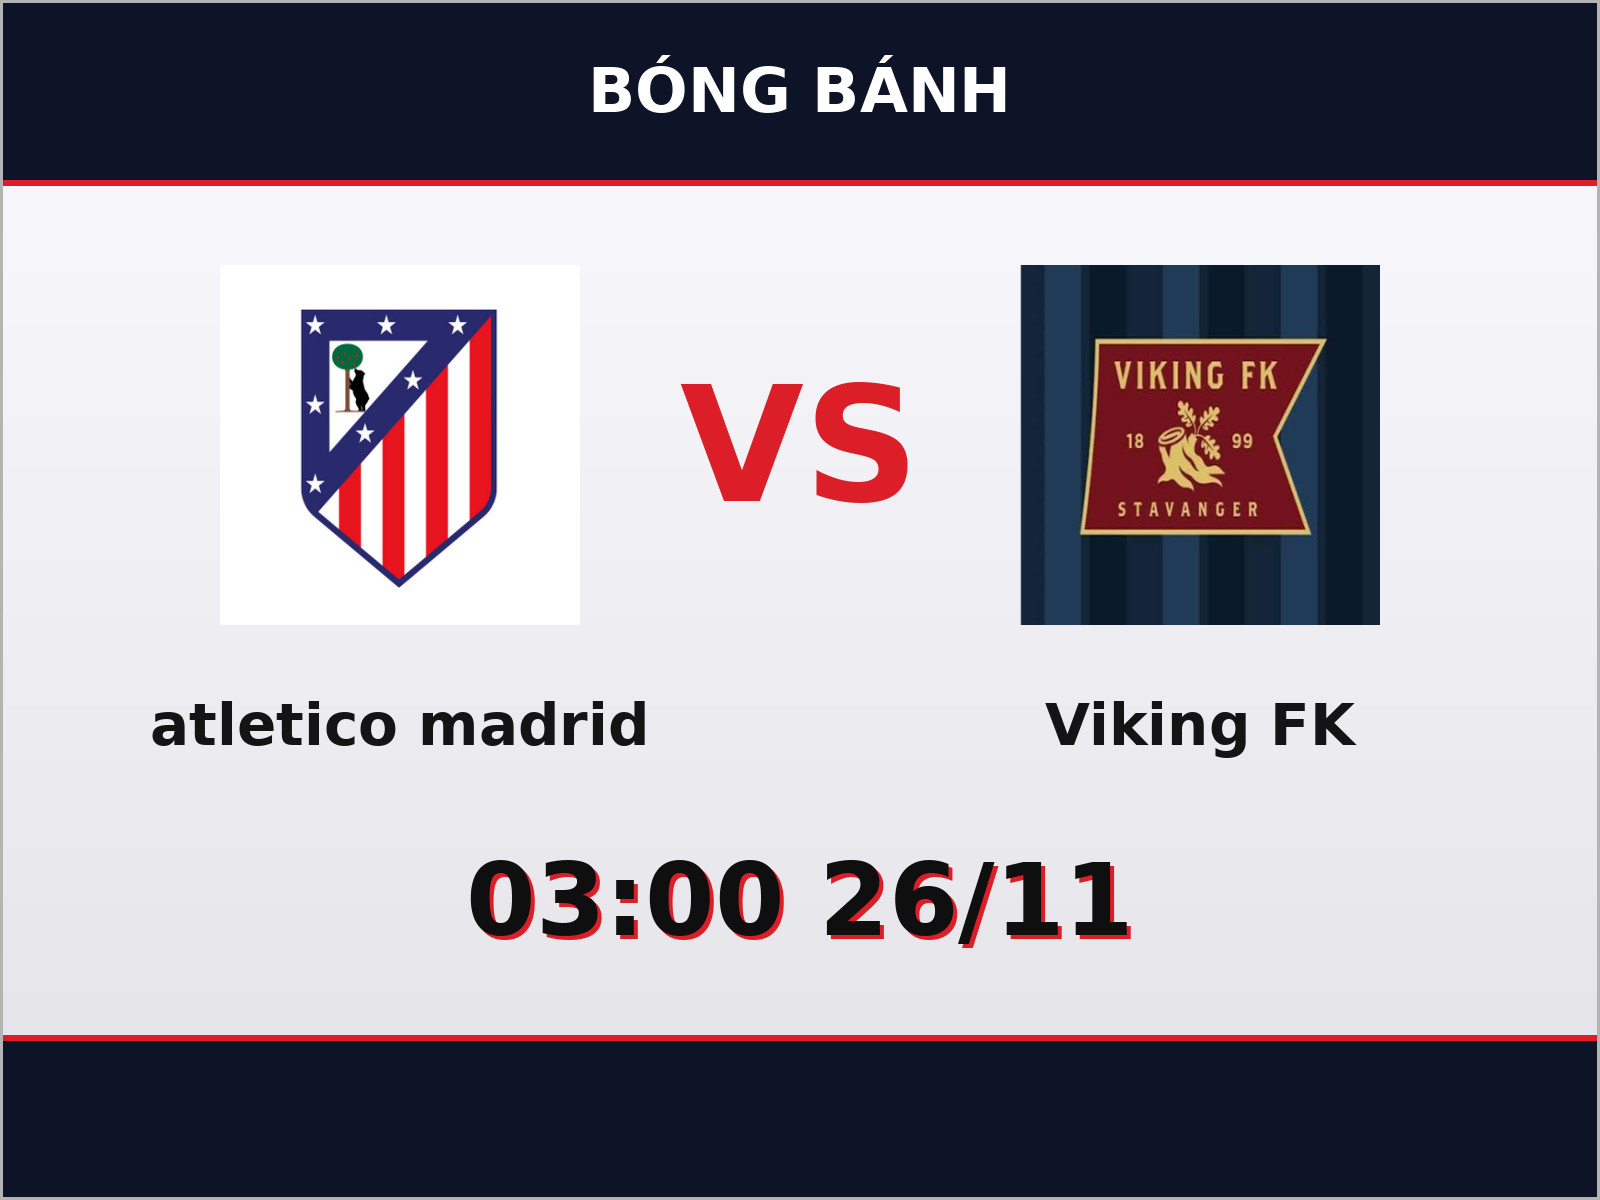 BÓNG BÁNH
VS
VIKING FK
18 99
STAVANGER
atletico madrid
Viking FK
03:00 26/11